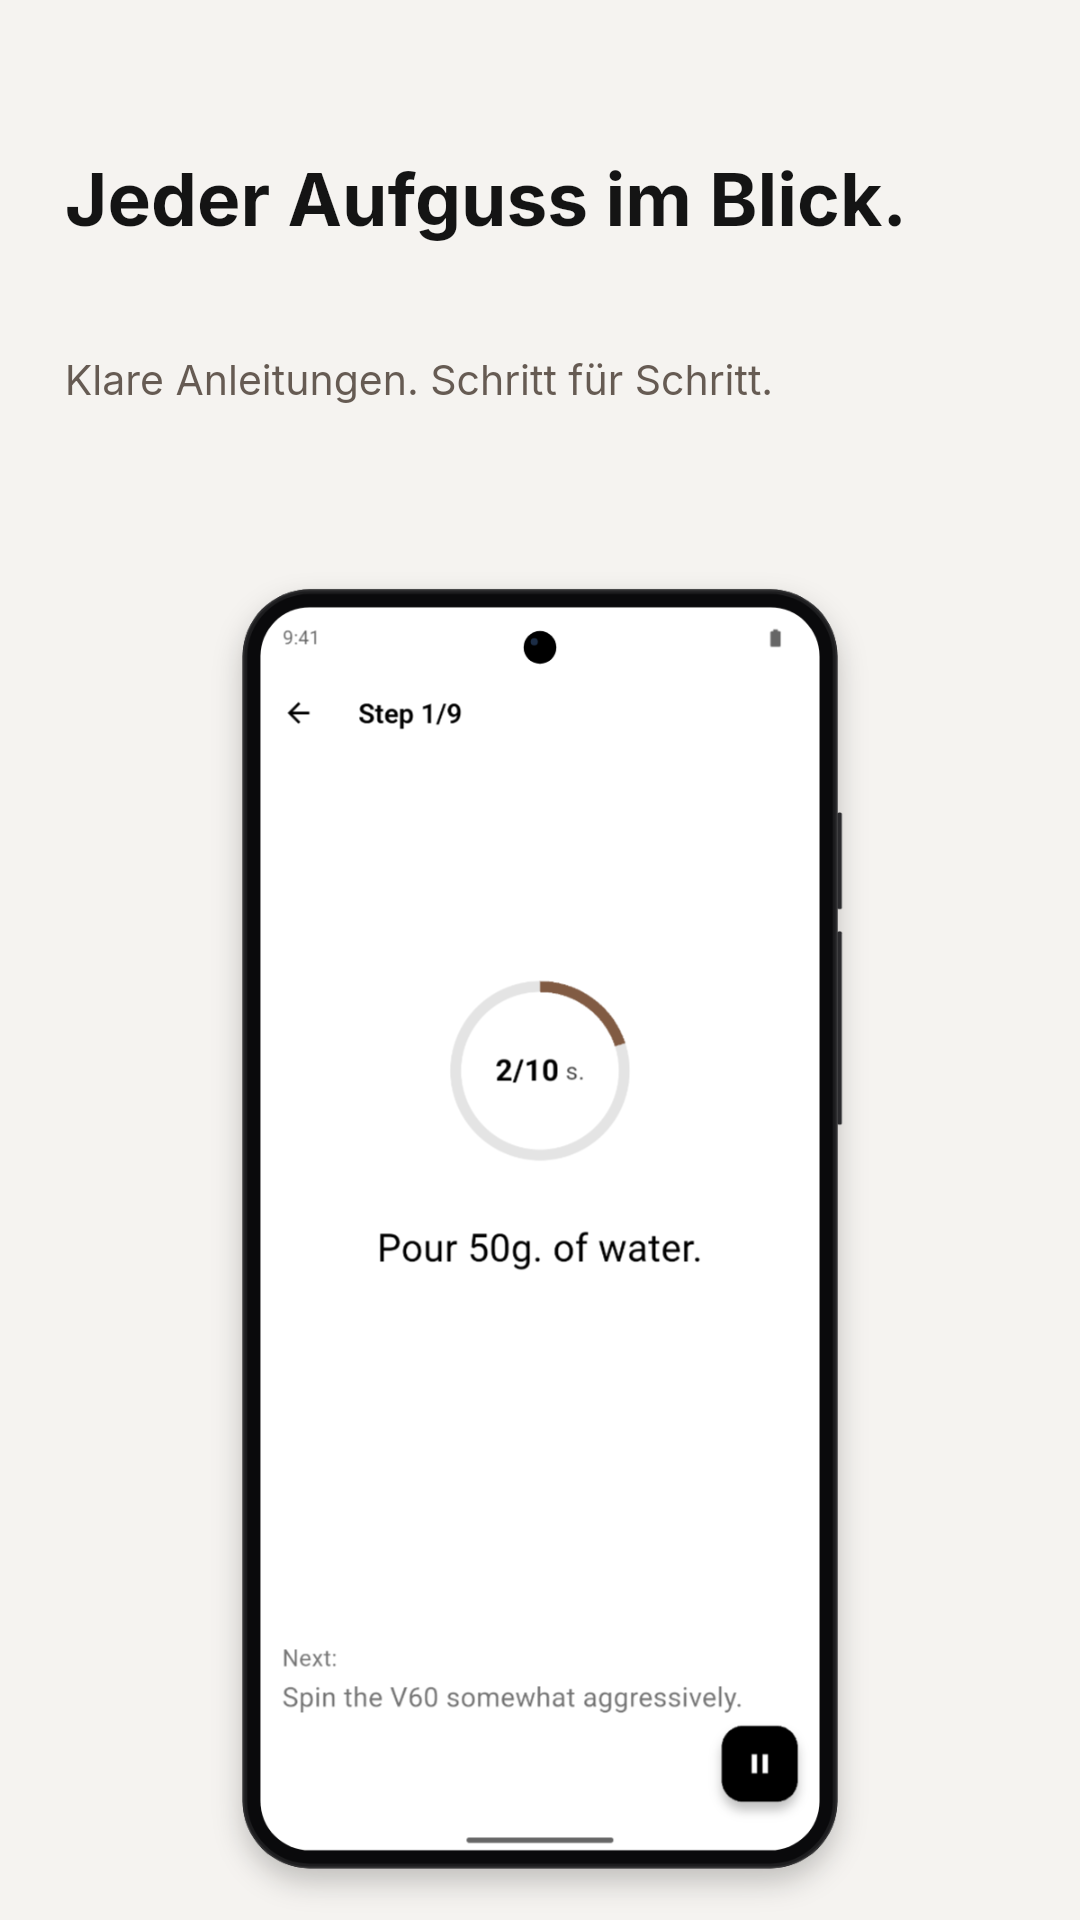 Jeder Aufguss im Blick.
Klare Anleitungen. Schritt für Schritt.
9:41
Step 1/9
2/10 s.
Pour 50g. of water.
Next:
Spin the V60 somewhat aggressively.